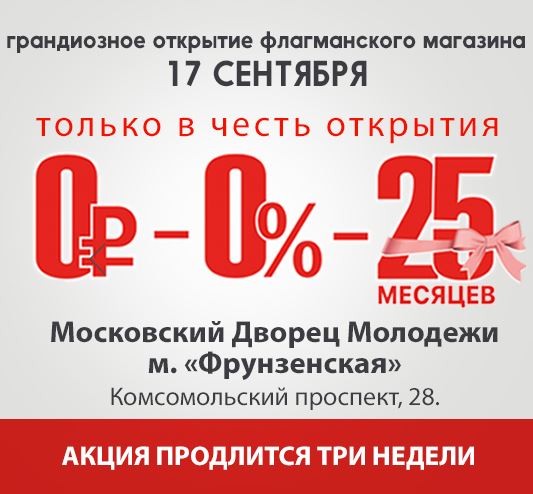 грандиозное открытие флагманского магазина
17 СЕНТЯБРЯ
только в честь открытия
0₽ – 0% – 25
МЕСЯЦЕВ
Московский Дворец Молодежи
м. «Фрунзенская»
Комсомольский проспект, 28.
АКЦИЯ ПРОДЛИТСЯ ТРИ НЕДЕЛИ